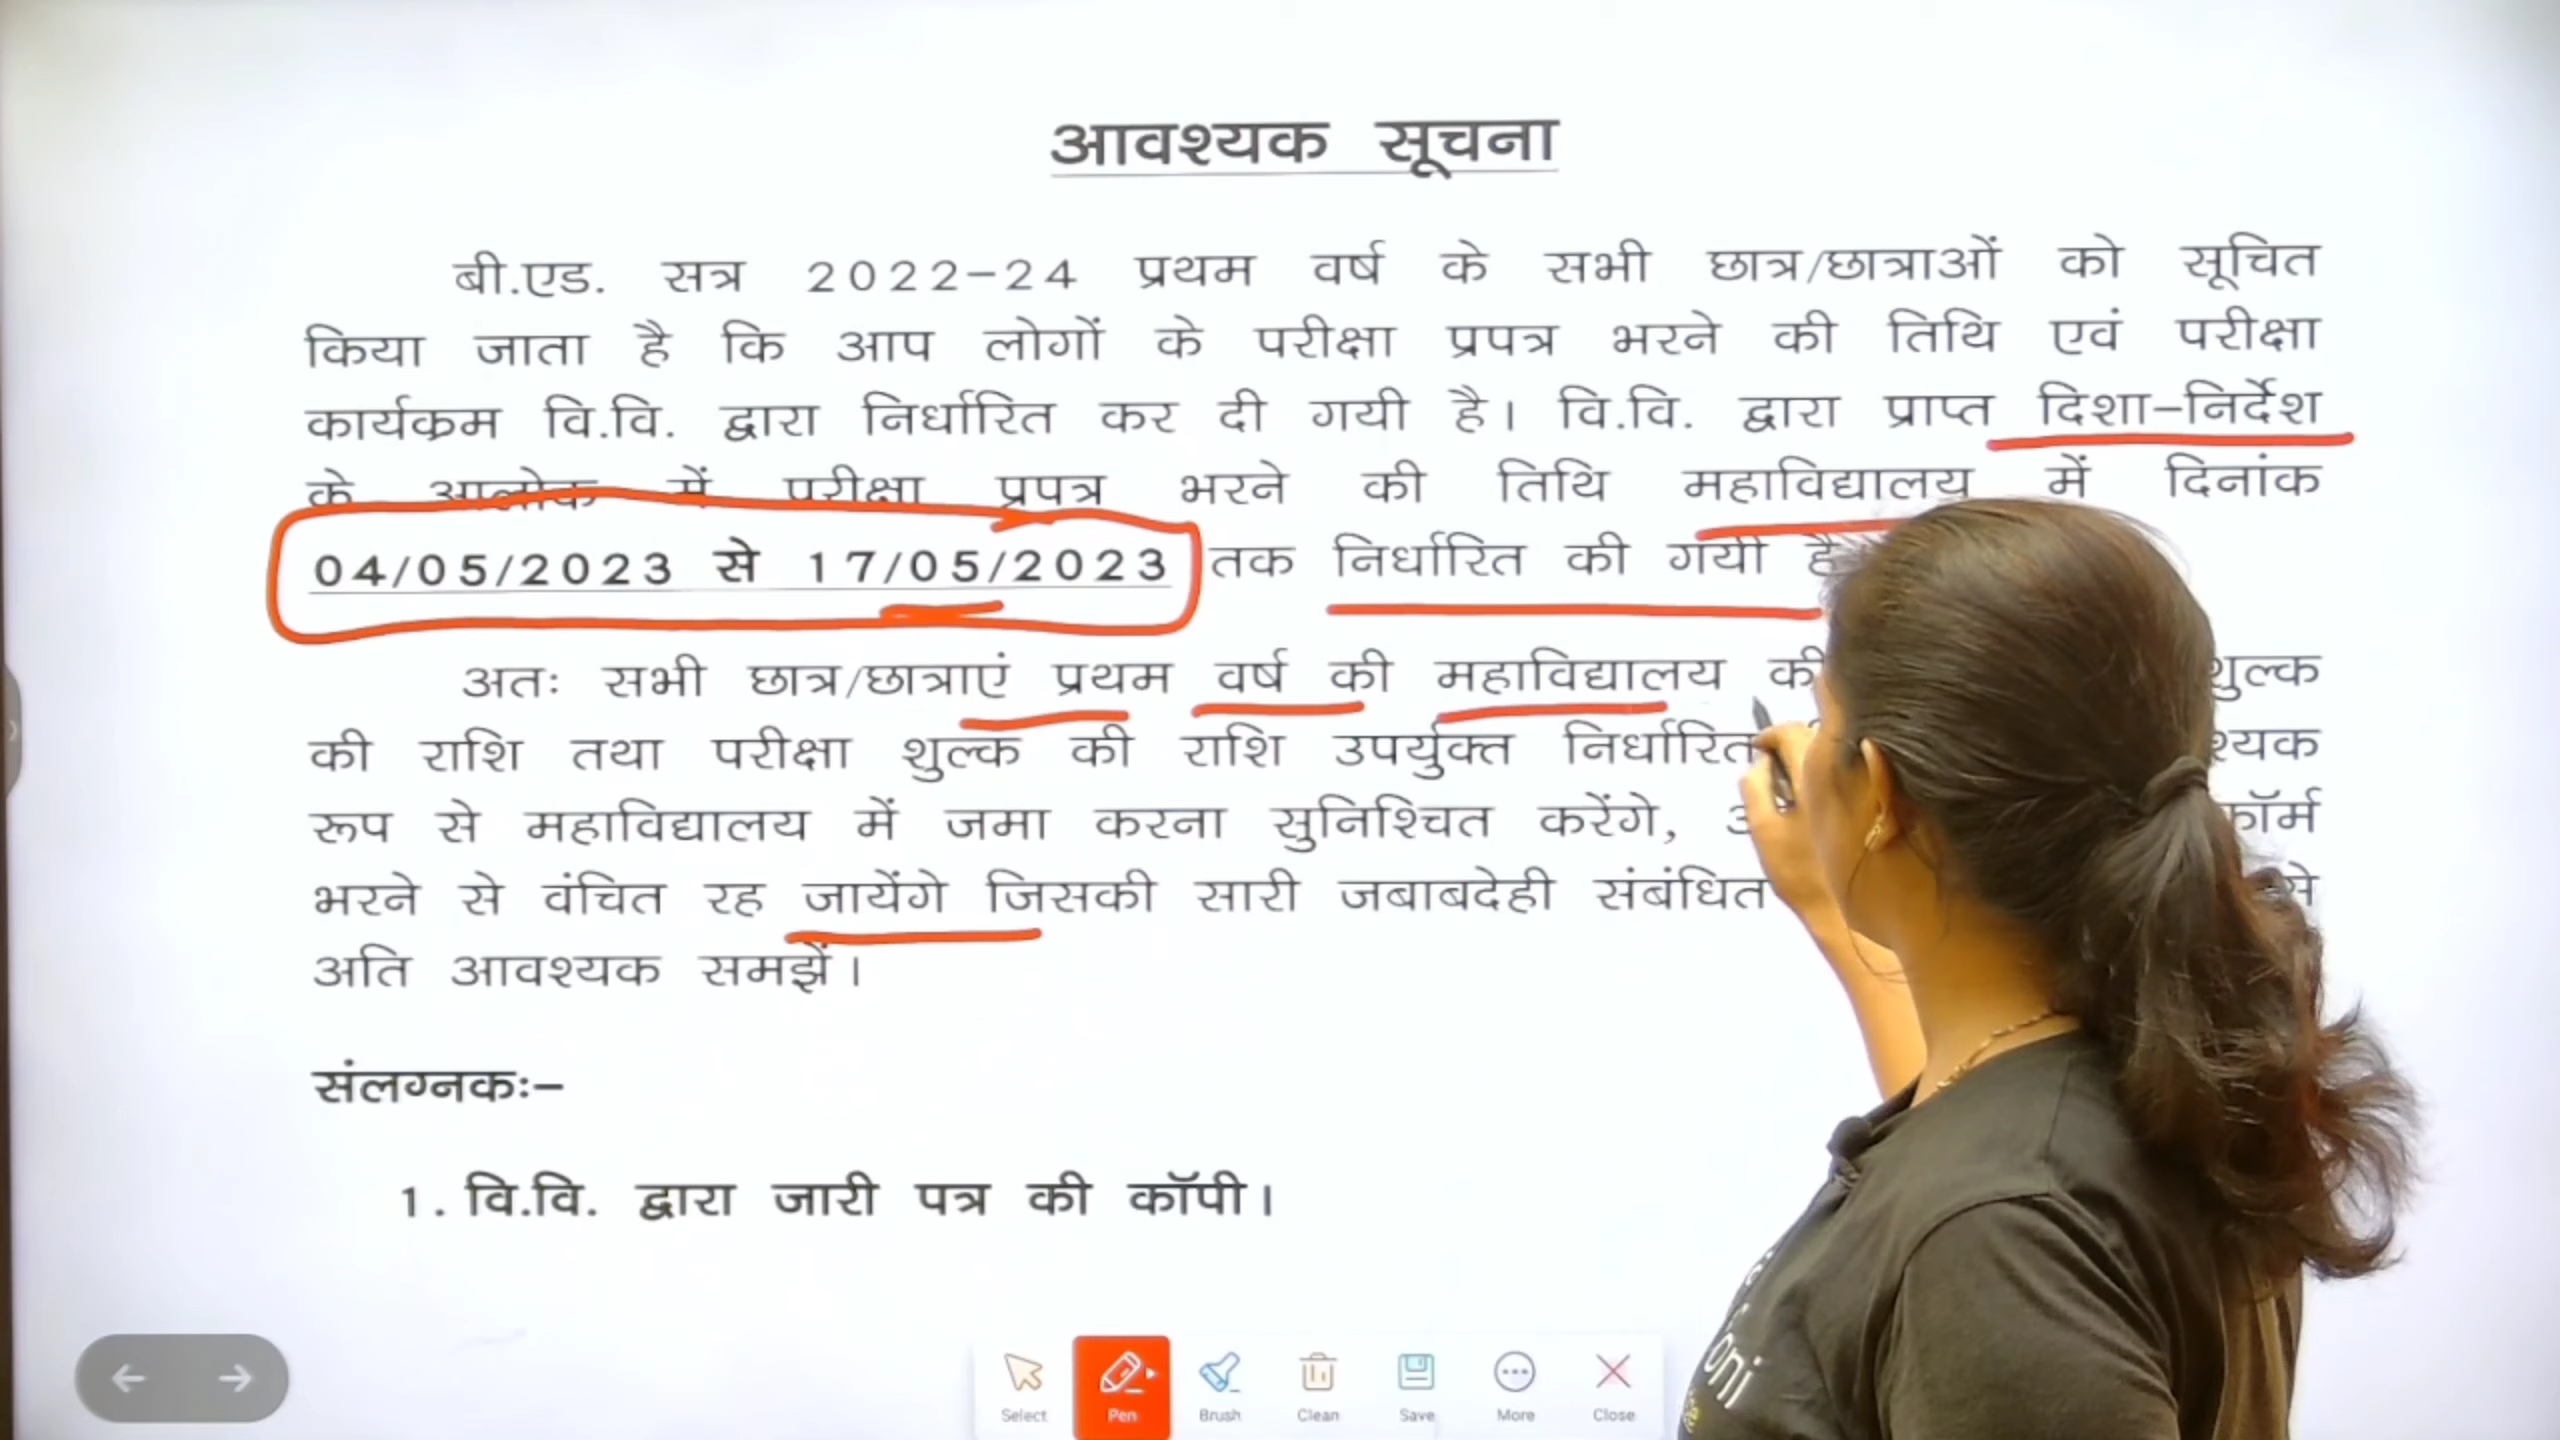 आवश्यक सूचना
बी.एड. सत्र 2022-24 प्रथम वर्ष के सभी छात्र/छात्राओं को सूचित
किया जाता है कि आप लोगों के परीक्षा प्रपत्र भरने की तिथि एवं परीक्षा
कार्यक्रम वि.वि. द्वारा निर्धारित कर दी गयी है। वि.वि. द्वारा प्राप्त दिशा-निर्देश
के आलोक में परीक्षा प्रपत्र भरने की तिथि महाविद्यालय में दिनांक
04/05/2023 से 17/05/2023 तक निर्धारित की गयी है
अतः सभी छात्र/छात्राएं प्रथम वर्ष की महाविद्यालय की शुल्क
की राशि तथा परीक्षा शुल्क की राशि उपर्युक्त निर्धारित
रूप से महाविद्यालय में जमा करना सुनिश्चित करेंगे, फॉर्म
भरने से वंचित रह जायेंगे जिसकी सारी जबाबदेही संबंधित से
अति आवश्यक समझें।
संलग्नकः-
1. वि.वि. द्वारा जारी पत्र की कॉपी।
Select Pen Brush Clean Save More Close